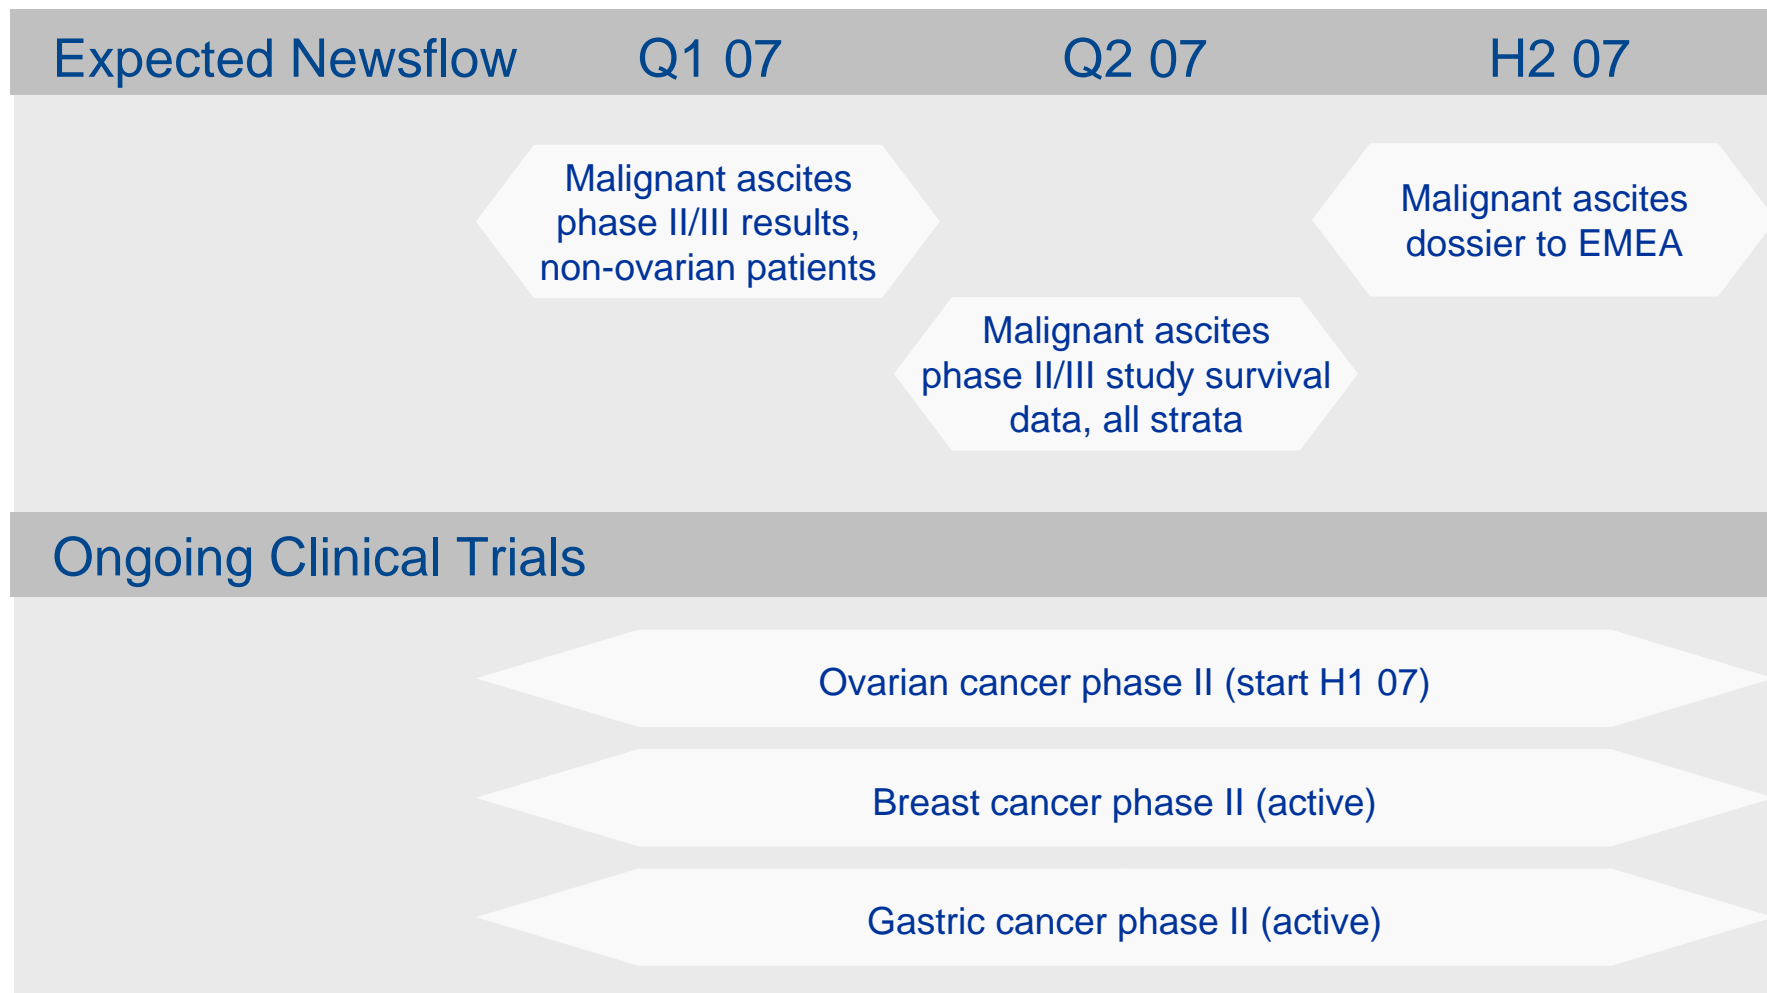 Expected Newsflow Q1 07 Q2 07 H2 07
Malignant ascites
phase II/III results,
non-ovarian patients
Malignant ascites
dossier to EMEA
Malignant ascites
phase II/III study survival
data, all strata
Ongoing Clinical Trials
Ovarian cancer phase II (start H1 07)
Breast cancer phase II (active)
Gastric cancer phase II (active)